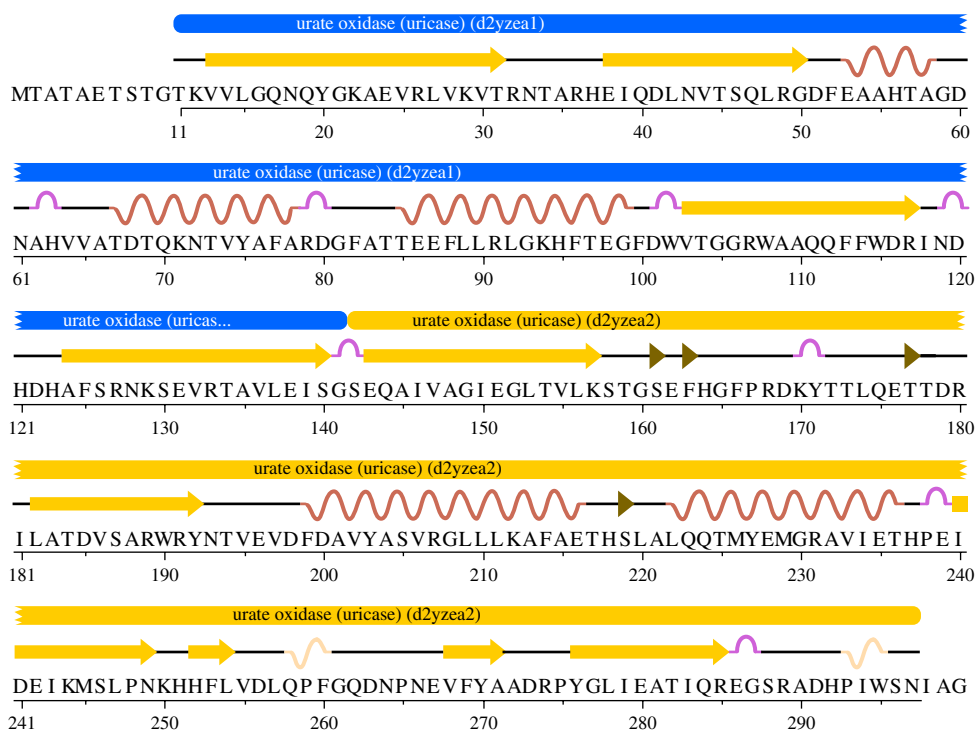 urate oxidase (uricase) (d2yzea1)
MTATAETSTGTKVVLGQNQYGKAEVRLVKVTRNTARHEIQDLNVTSQLRGDFEAAHTAGD
11 20 30 40 50 60
urate oxidase (uricase) (d2yzea1)
NAHVVATDTQKNTVYAFARDGFATTEEFLLRLGKHFTEGFDWVTGGRWAAQQFFWDRIND
61 70 80 90 100 110 120
urate oxidase (uricas... urate oxidase (uricase) (d2yzea2)
HDHAFSRNKSEVRTAVLEISGSEQAIVAGIEGLTVLKSTGSEFHGFPRDKYTTLQETTDR
121 130 140 150 160 170 180
urate oxidase (uricase) (d2yzea2)
ILATDVSARWRYNTVEVDFDAVYASVRGLLLKAFAETHSLALQQTMYEMGRAVIETHPEI
181 190 200 210 220 230 240
urate oxidase (uricase) (d2yzea2)
DEIKMSLPNKHHFLVDLQPFGQDNPNEVFYAADRPYGLIEATIQREGSRADHPIWSNIAG
241 250 260 270 280 290